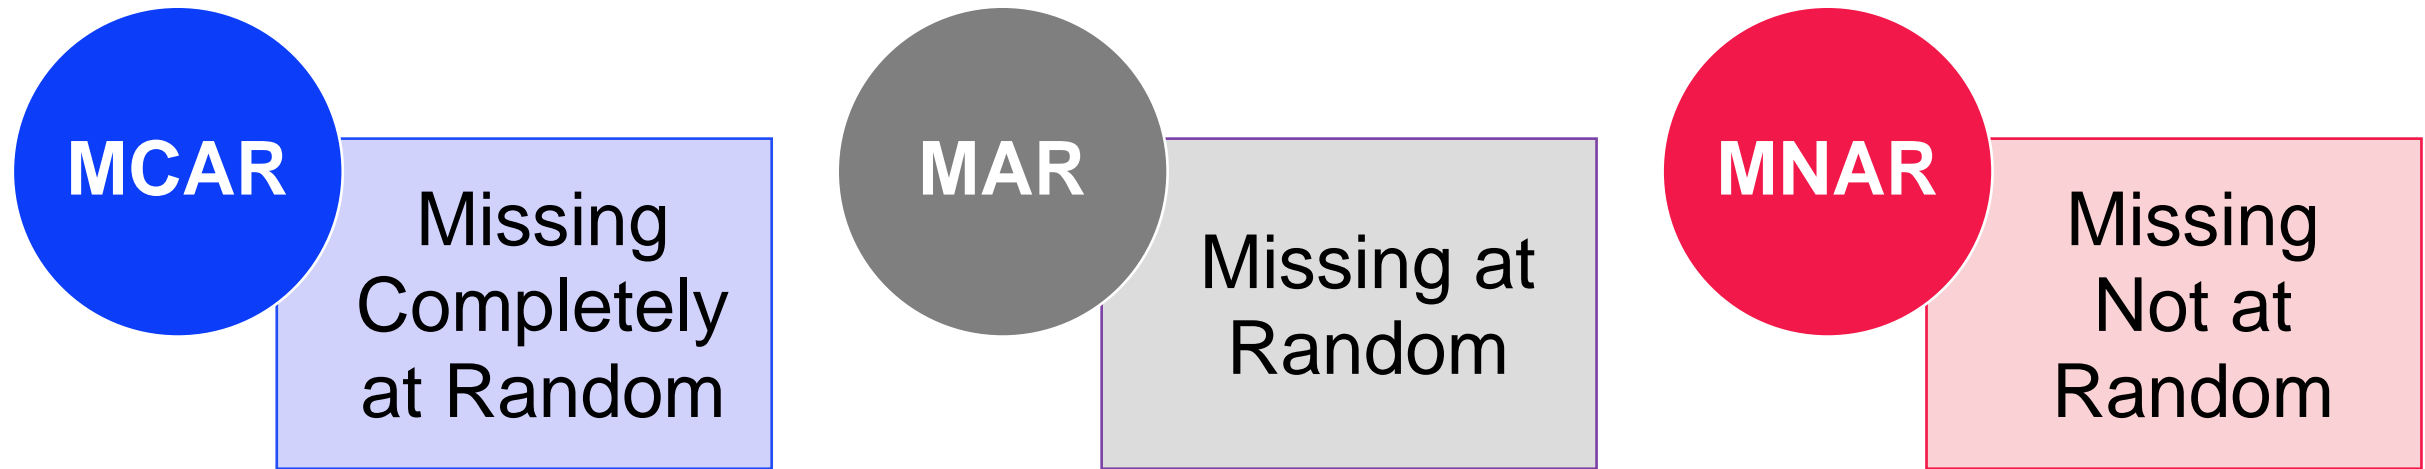 MCAR
Missing
Completely
at Random
MAR
Missing at
Random
MNAR
Missing
Not at
Random